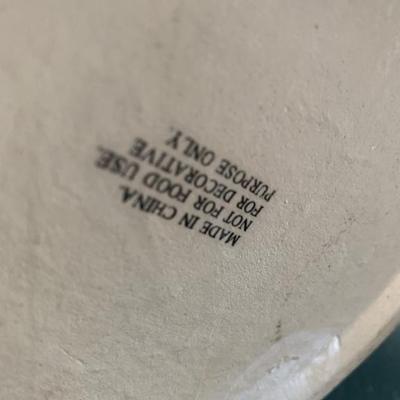 MADE IN CHINA.
NOT FOR FOOD USE.
FOR DECORATIVE
PURPOSE ONLY.